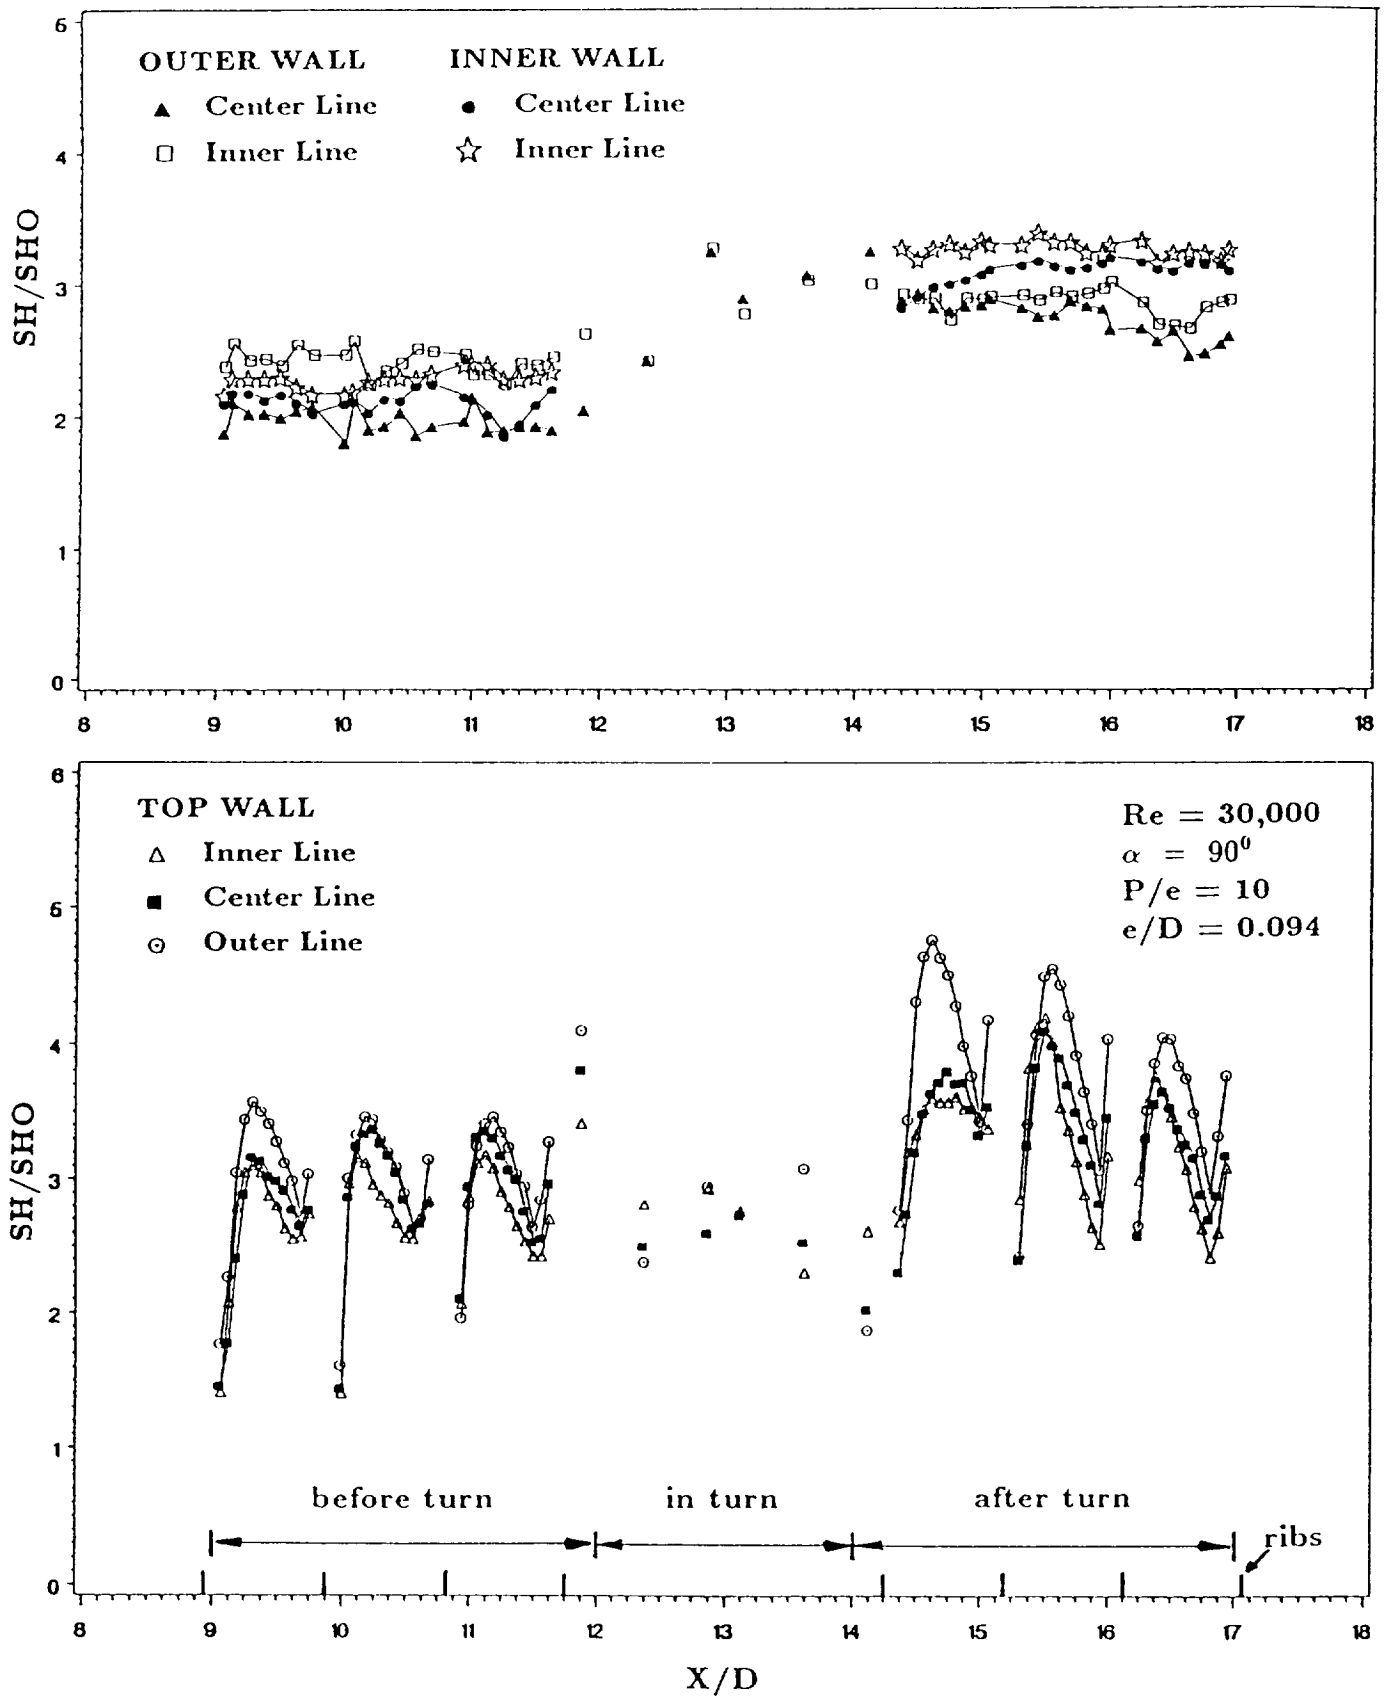 6
OUTER WALL INNER WALL
Center Line Center Line
Inner Line Inner Line
4
SH/SHO
3
2
1
0
8 9 10 11 12 13 14 15 16 17 18
6
TOP WALL
Inner Line
Center Line
Outer Line
Re = 30,000
α = 90⁰
P/e = 10
e/D = 0.094
5
4
SH/SHO
3
2
1
before turn in turn after turn
ribs
0
8 9 10 11 12 13 14 15 16 17 18
X/D